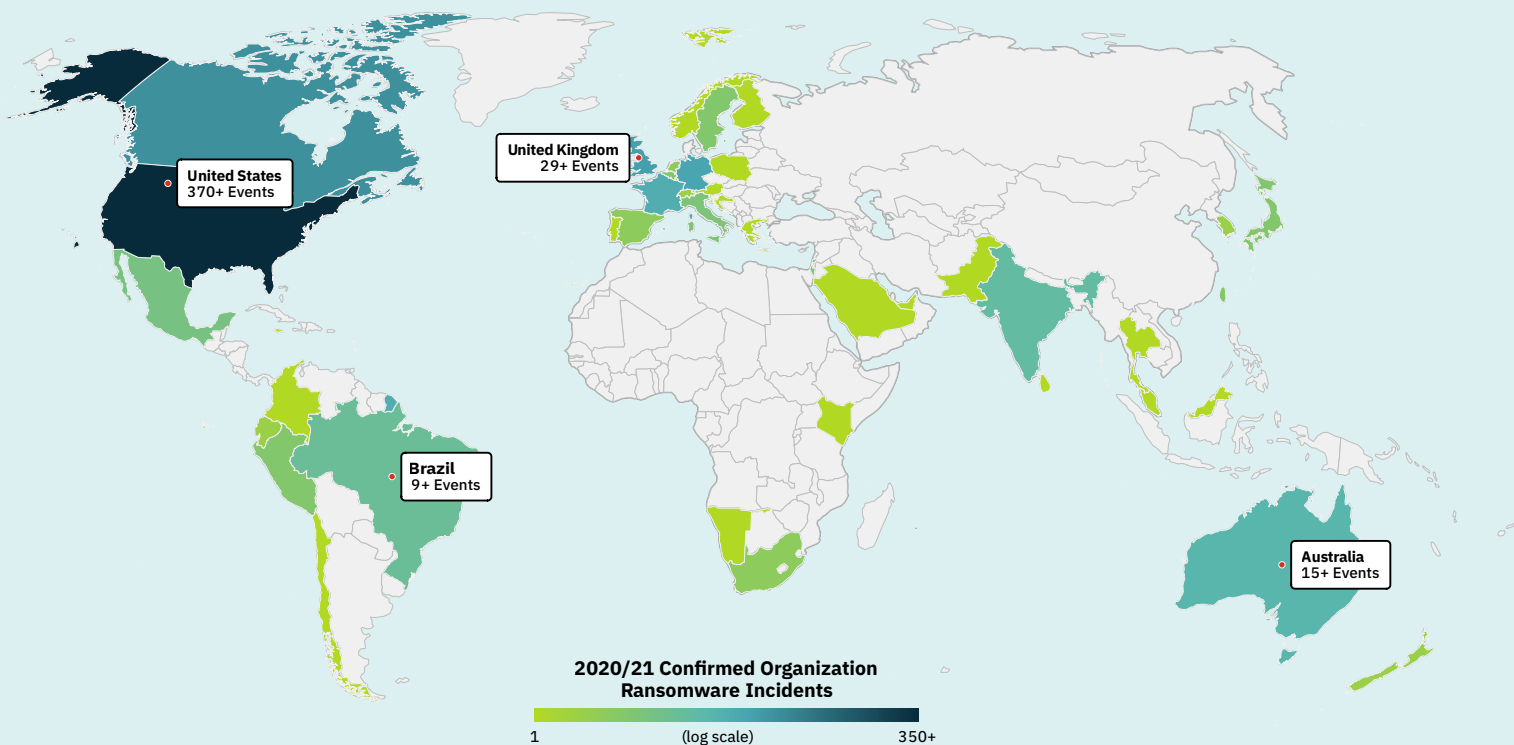 United States
370+ Events
United Kingdom
29+ Events
Brazil
9+ Events
Australia
15+ Events
2020/21 Confirmed Organization
Ransomware Incidents
1 (log scale) 350+